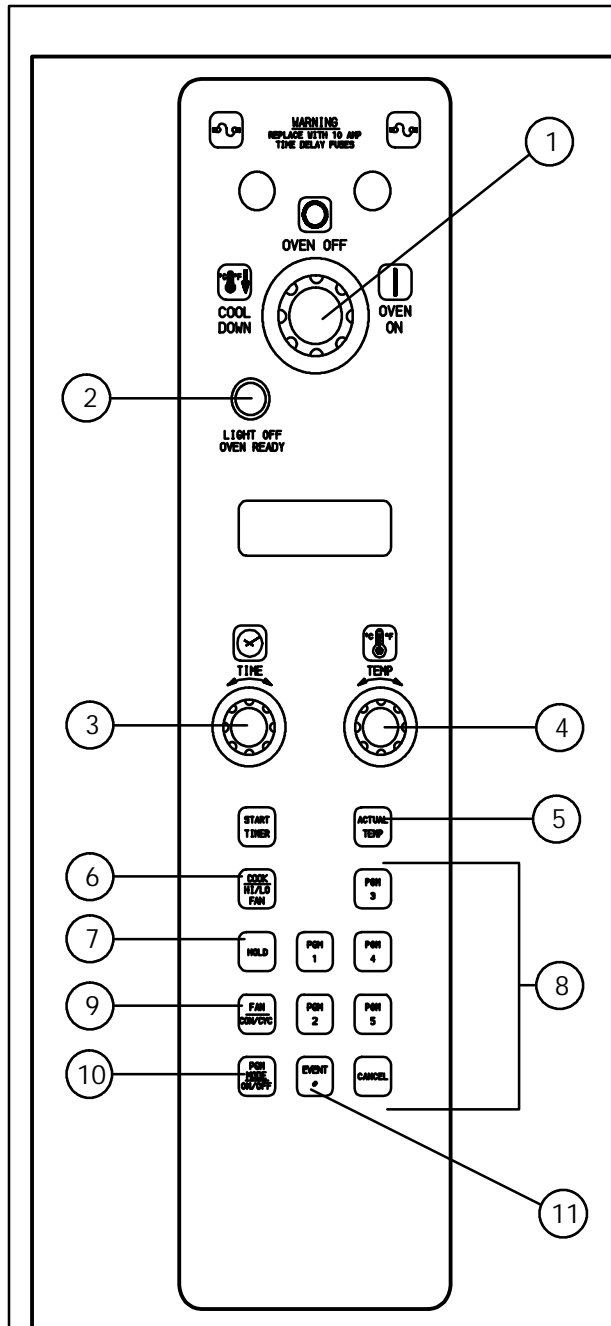 WARNING
REPLACE WITH 10 AMP
TIME DELAY FUSES
1
OVEN OFF
°C °F
COOL
DOWN
OVEN
ON
2
LIGHT OFF
OVEN READY
TIME
°C °F
TEMP
3
4
START
TIMER
ACTUAL
TEMP
5
6
COOK
HI/LO
FAN
PGM
3
7
HOLD
PGM
1
PGM
4
8
9
FAN
CON/CYC
PGM
2
PGM
5
10
PGM
MODE
ON/OFF
EVENT
CANCEL
11